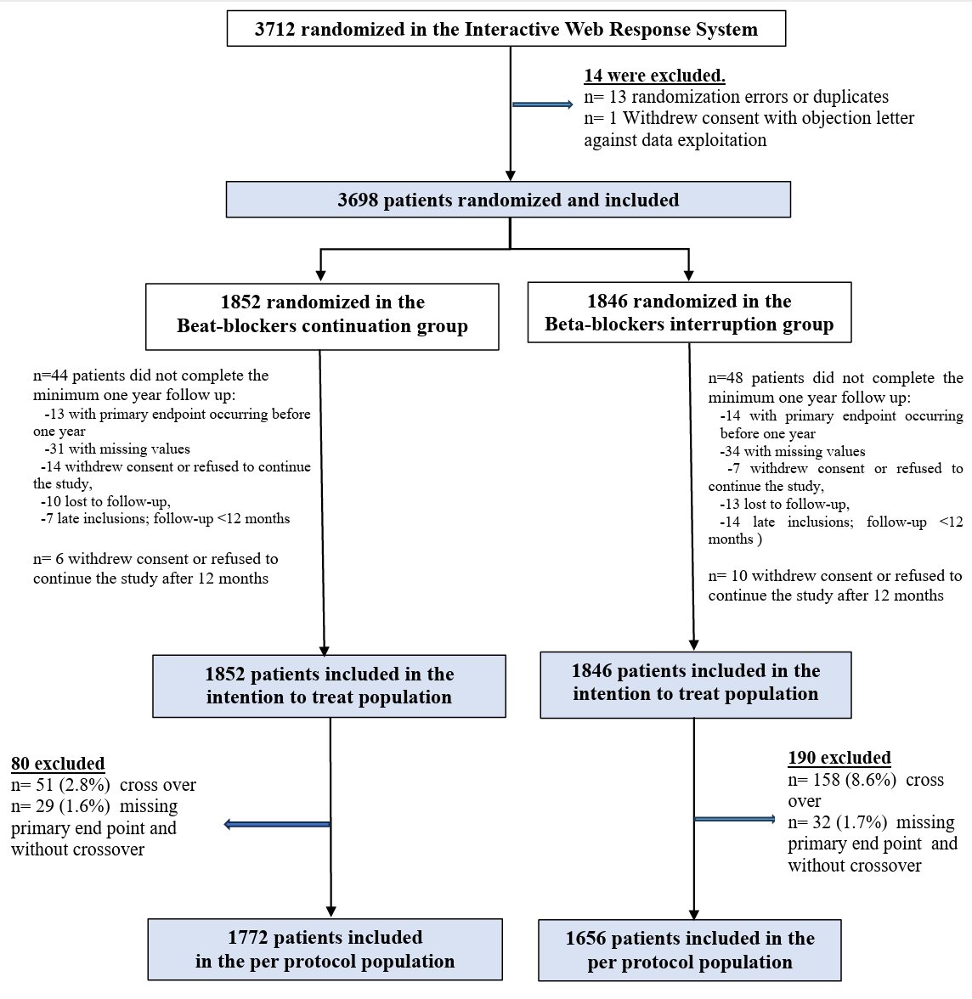 3712 randomized in the Interactive Web Response System
14 were excluded.
n= 13 randomization errors or duplicates
n= 1 Withdrew consent with objection letter
against data exploitation
3698 patients randomized and included
1852 randomized in the
Beat-blockers continuation group
1846 randomized in the
Beta-blockers interruption group
n=44 patients did not complete the
minimum one year follow up:
-13 with primary endpoint occurring before
one year
-31 with missing values
-14 withdrew consent or refused to continue
the study,
-10 lost to follow-up,
-7 late inclusions; follow-up <12 months
n= 6 withdrew consent or refused to
continue the study after 12 months
n=48 patients did not complete the
minimum one year follow up:
-14 with primary endpoint occurring
before one year
-34 with missing values
-7 withdrew consent or refused to
continue the study,
-13 lost to follow-up,
-14 late inclusions; follow-up <12
months )
n= 10 withdrew consent or refused to
continue the study after 12 months
1852 patients included in the
intention to treat population
1846 patients included in the
intention to treat population
80 excluded
n= 51 (2.8%) cross over
n= 29 (1.6%) missing
primary end point and
without crossover
190 excluded
n= 158 (8.6%) cross
over
n= 32 (1.7%) missing
primary end point and
without crossover
1772 patients included
in the per protocol population
1656 patients included in the
per protocol population